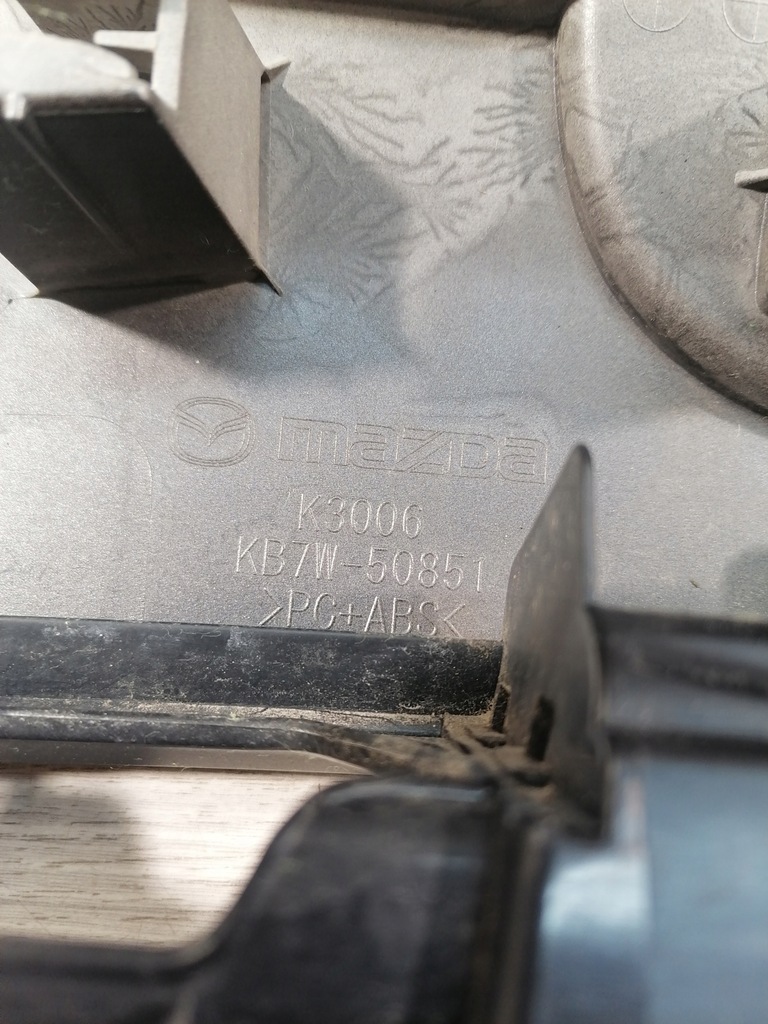 mazda
K3006
KB7W-50851
>PC+ABS<